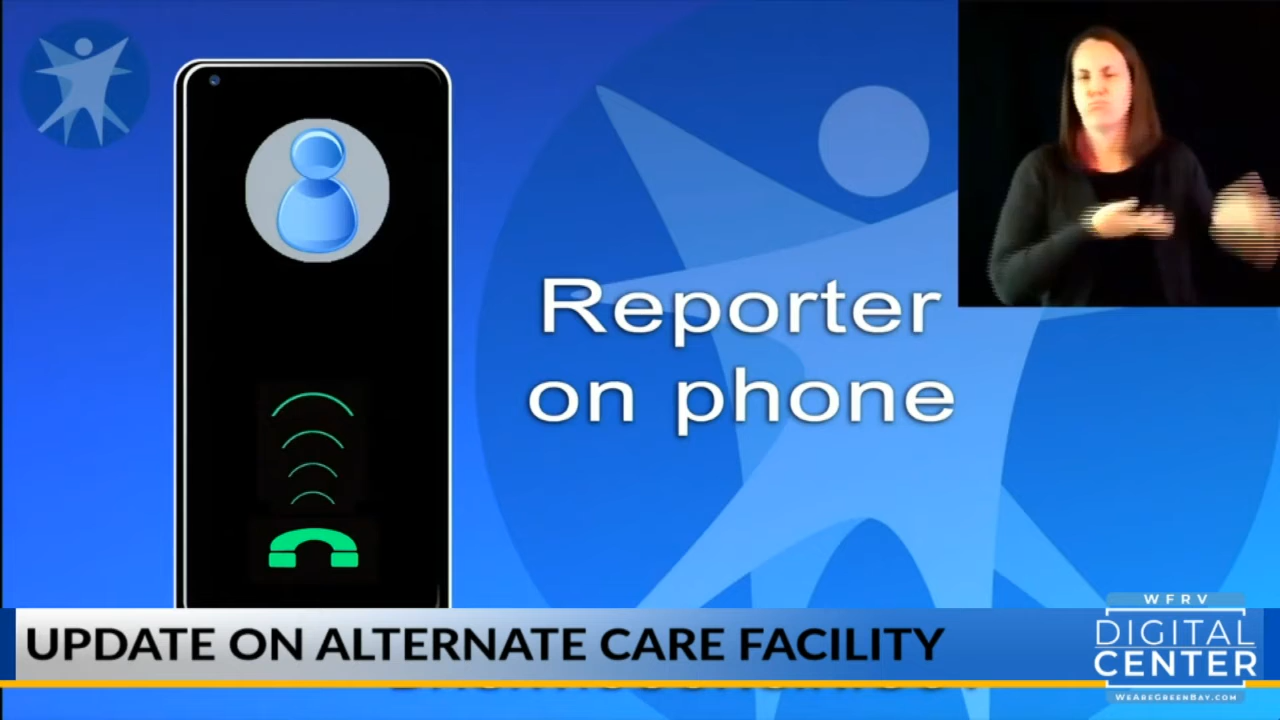 Reporter
on phone
UPDATE ON ALTERNATE CARE FACILITY
WFRV
DIGITAL
CENTER
WEAREGREENBAY.COM